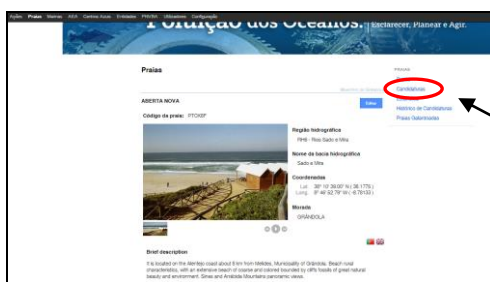 Ações Praias Marinas AEA Centros Azuis Entidades Utilizadores Configuração
Poluição dos Oceanos. Esclarecer, Planear e Agir.
Praias
ABERTA NOVA
Editar
Código da praia:
Candidaturas
Histórico de Candidaturas
Praias Galardoadas
Região hidrográfica
RH6 - Rios Sado e Mira
Nome da bacia hidrográfica
Sado e Mira
Coordenadas
Morada
GRÂNDOLA
Brief description
It is located on the Alentejo coast about 8 km from Melides, Municipality of Grândola. Beach rural
characteristics, with an extensive beach of coarse and colored bounded by cliffs fossils of great natural
beauty and environment. Sines and Arrábida Mountains panoramic views.